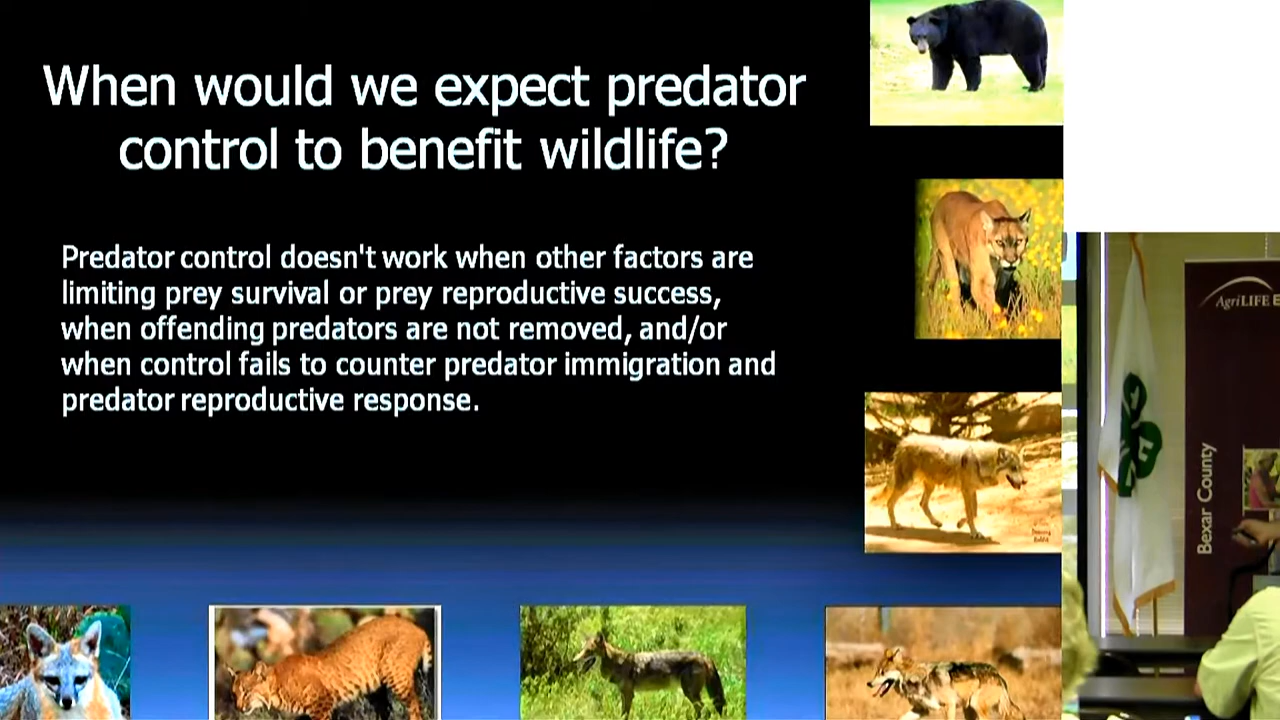 When would we expect predator
control to benefit wildlife?
Predator control doesn't work when other factors are
limiting prey survival or prey reproductive success,
when offending predators are not removed, and/or
when control fails to counter predator immigration and
predator reproductive response.
AgriLIFE E
Bexar County